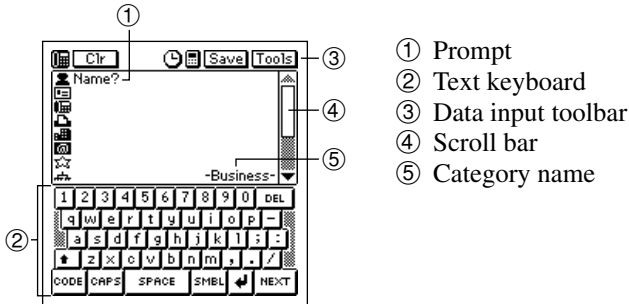 ①
Clr Save Tools ③
Name?
④
-Business- ⑤
1 2 3 4 5 6 7 8 9 0 DEL
q w e r t y u i o p -
② a s d f g h j k l ; :
z x c v b n m , . /
CODE CAPS SPACE SMBL NEXT
① Prompt
② Text keyboard
③ Data input toolbar
④ Scroll bar
⑤ Category name